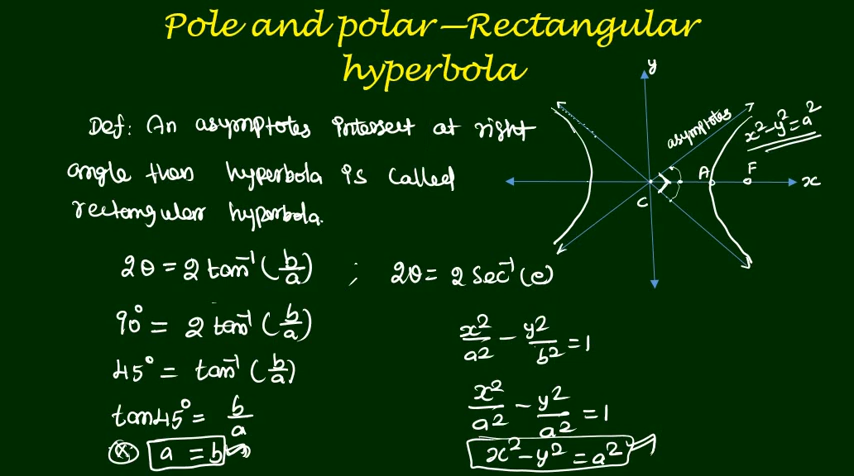 Pole and polar—Rectangular
hyperbola
Def: An asymptotes intersect at right
angle then hyperbola is called
rectangular hyperbola.
2θ = 2 tan⁻¹ (b/a) ; 2θ = 2 sec⁻¹ (e)
90° = 2 tan⁻¹ (b/a)
45° = tan⁻¹ (b/a)
tan45° = b/a
a = b
x²/a² − y²/b² = 1
x²/a² − y²/a² = 1
x² − y² = a²
y
asymptotes
x² − y² = a²
A
F
x
C